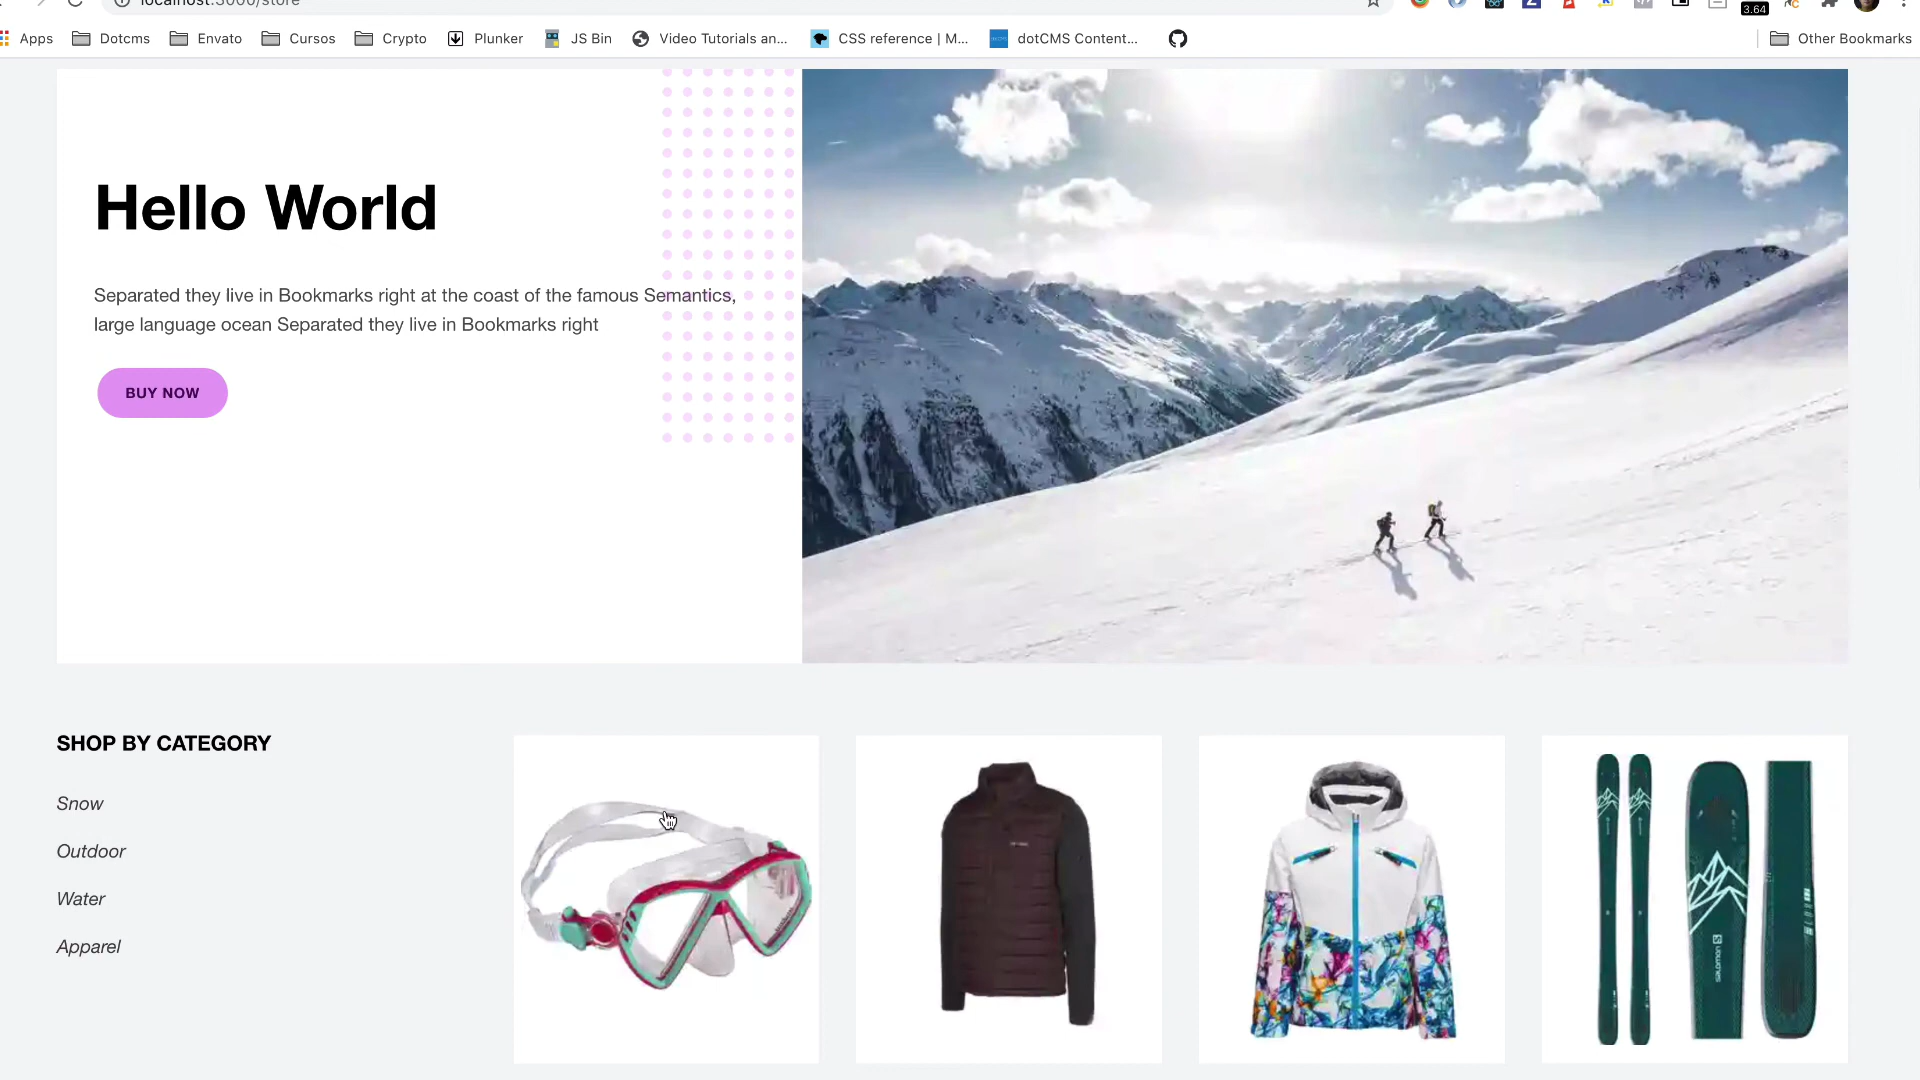 localhost:3000/store
3.64
Apps
Dotcms
Envato
Cursos
Crypto
Plunker
JS Bin
Video Tutorials an...
CSS reference | M...
dotCMS Content...
Other Bookmarks
Hello World
Separated they live in Bookmarks right at the coast of the famous Semantics,
large language ocean Separated they live in Bookmarks right
BUY NOW
SHOP BY CATEGORY
Snow
Outdoor
Water
Apparel
salomon